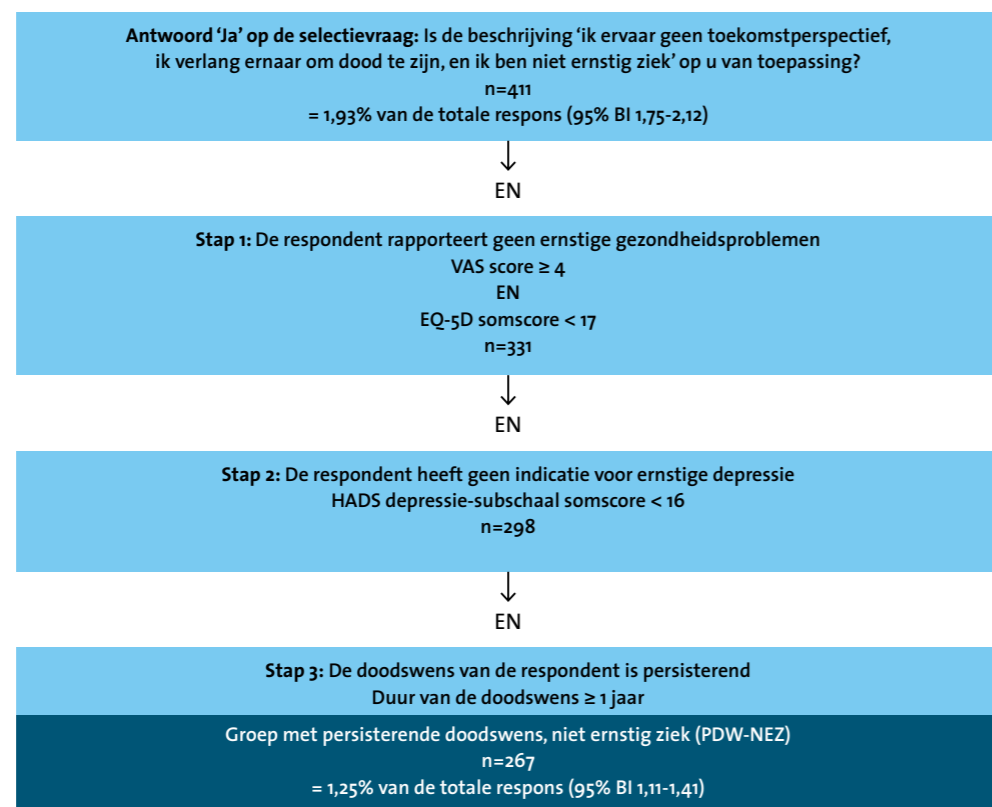 Antwoord ‘Ja’ op de selectievraag: Is de beschrijving ‘ik ervaar geen toekomstperspectief,
ik verlang ernaar om dood te zijn, en ik ben niet ernstig ziek’ op u van toepassing?
n=411
= 1,93% van de totale respons (95% BI 1,75-2,12)
↓
EN
Stap 1: De respondent rapporteert geen ernstige gezondheidsproblemen
VAS score ≥ 4
EN
EQ-5D somscore < 17
n=331
↓
EN
Stap 2: De respondent heeft geen indicatie voor ernstige depressie
HADS depressie-subschaal somscore < 16
n=298
↓
EN
Stap 3: De doodswens van de respondent is persisterend
Duur van de doodswens ≥ 1 jaar
Groep met persisterende doodswens, niet ernstig ziek (PDW-NEZ)
n=267
= 1,25% van de totale respons (95% BI 1,11-1,41)